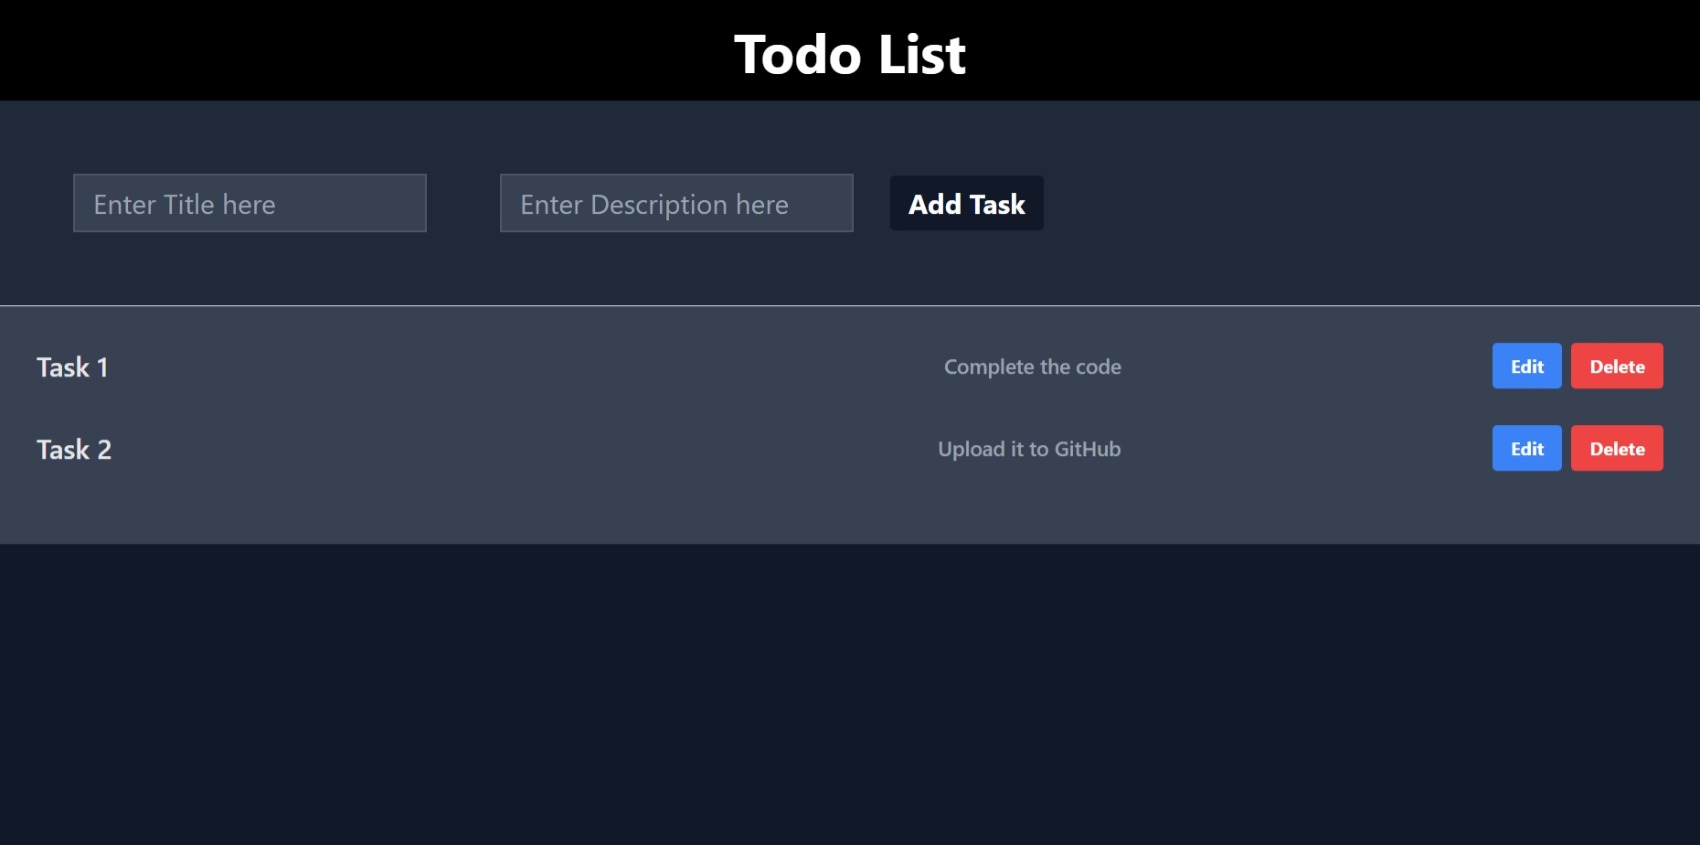 Todo List
Enter Title here
Enter Description here
Add Task
Task 1
Complete the code
Edit
Delete
Task 2
Upload it to GitHub
Edit
Delete